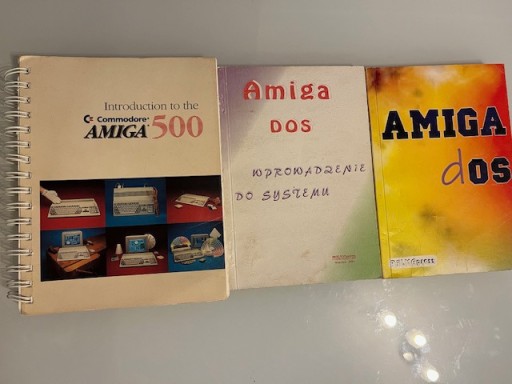 Introduction to the
Commodore
AMIGA 500
Amiga
DOS
WPROWADZENIE
DO SYSTEMU
AMIGA
dOS